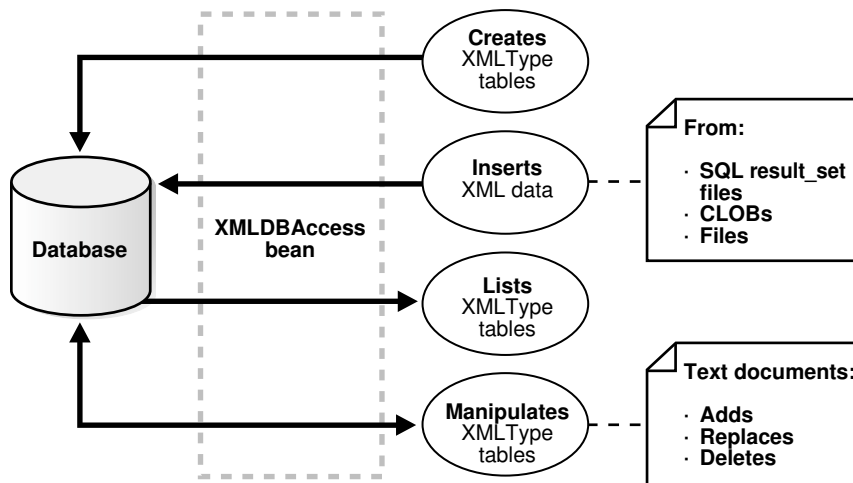 Creates
XMLType
tables
From:
· SQL result_set
files
· CLOBs
· Files
Inserts
XML data
Database
XMLDBAccess
bean
Lists
XMLType
tables
Manipulates
XMLType
tables
Text documents:
· Adds
· Replaces
· Deletes